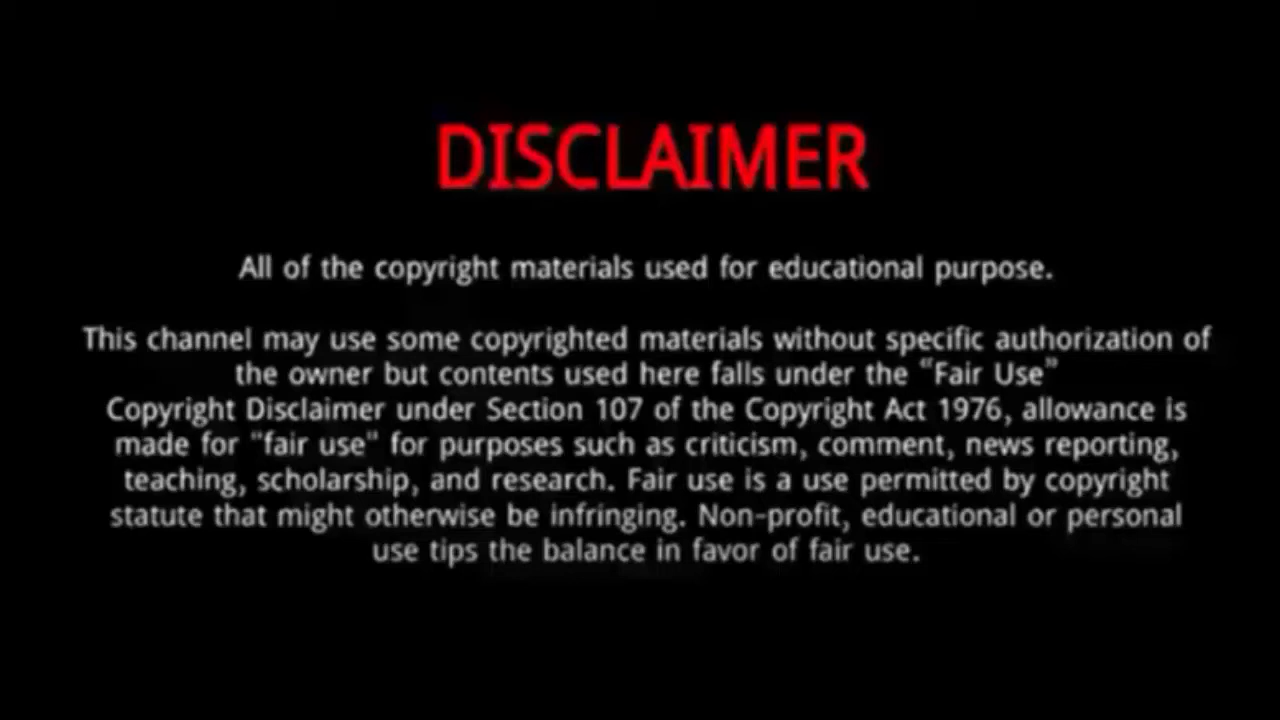 DISCLAIMER
All of the copyright materials used for educational purpose.
This channel may use some copyrighted materials without specific authorization of
the owner but contents used here falls under the “Fair Use”
Copyright Disclaimer under Section 107 of the Copyright Act 1976, allowance is
made for "fair use" for purposes such as criticism, comment, news reporting,
teaching, scholarship, and research. Fair use is a use permitted by copyright
statute that might otherwise be infringing. Non-profit, educational or personal
use tips the balance in favor of fair use.